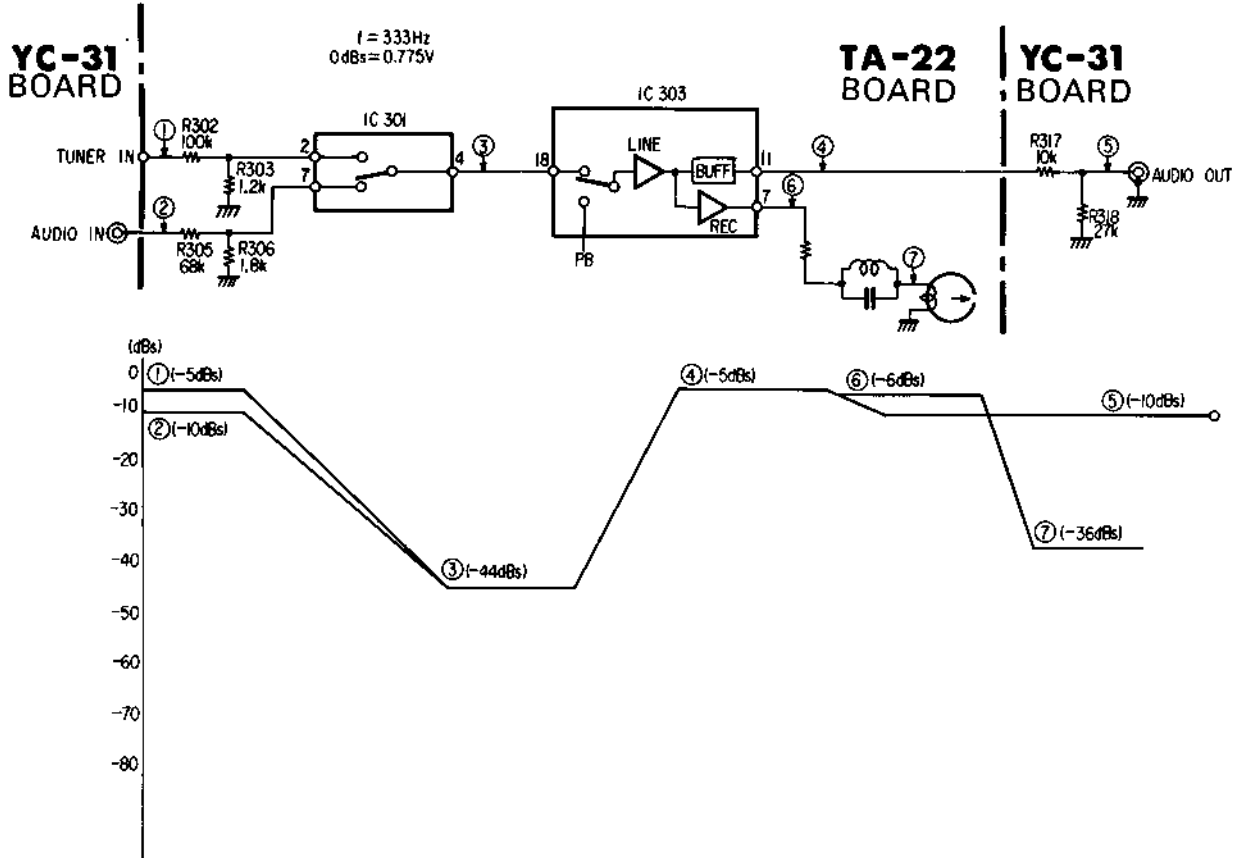 YC-31
BOARD
f = 333Hz
0dBs = 0.775V
TA-22
BOARD
YC-31
BOARD
TUNER IN
①
R302
100k
R303
1.2k
AUDIO IN
②
R305
68k
R306
1.8k
IC 301
2
7
4
③
IC 303
18
LINE
BUFF
REC
PB
11
7
④
⑥
⑦
R317
10k
R318
27k
⑤
AUDIO OUT
(dBs)
0
-10
-20
-30
-40
-50
-60
-70
-80
① (-5dBs)
② (-10dBs)
③ (-44dBs)
④ (-5dBs)
⑥ (-6dBs)
⑤ (-10dBs)
⑦ (-36dBs)